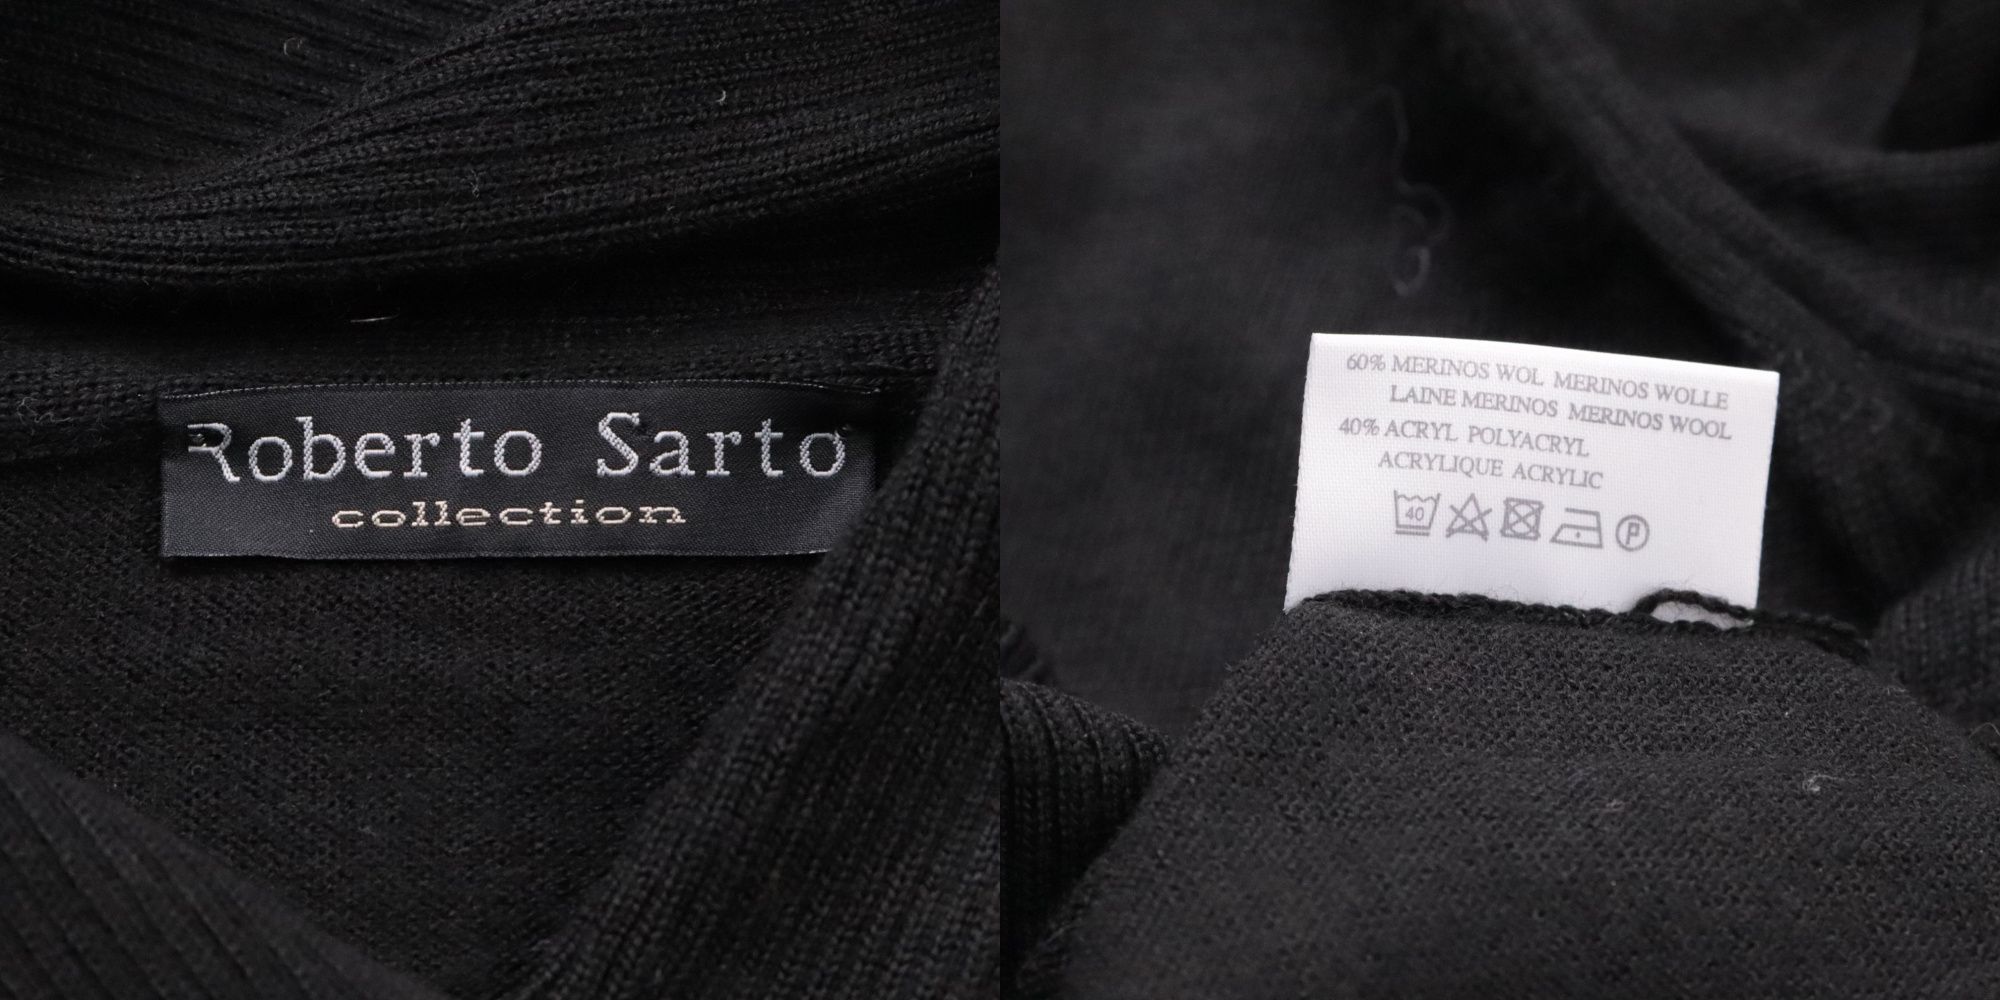 Roberto Sarto
collection
60% MERINOS WOL MERINOS WOLLE
LAINE MERINOS MERINOS WOOL
40% ACRYL POLYACRYL
ACRYLIQUE ACRYLIC
40 P